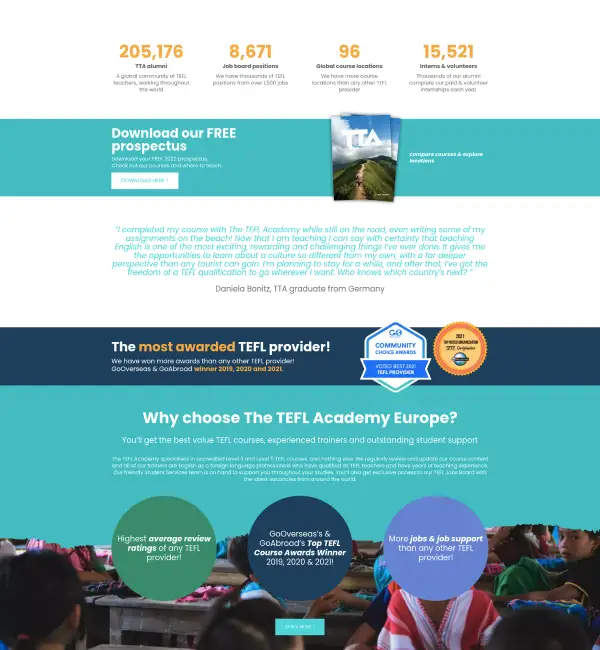 205,176
TTA alumni
A global community of TEFL
teachers, working throughout
the world
8,671
Job board positions
We have thousands of TEFL
positions from over 1,500 jobs
96
Global course locations
We have more course
locations than any other TEFL
provider
15,521
Interns & volunteers
Thousands of our alumni
complete our paid & volunteer
internships each year
Download our FREE
prospectus
Download your FREE 2022 prospectus.
Check out our courses and where to teach.
DOWNLOAD HERE
TTA
compare courses & explore
locations
"I completed my course with The TEFL Academy while still on the road, even writing some of my
assignments on the beach! Now that I am teaching I can say with certainty that teaching
English is one of the most exciting, rewarding and challenging things I've ever done. It gives me
the opportunities to learn about a culture so different from my own, with a far deeper
perspective than any tourist can gain. I'm planning to stay for a while, and after that, I've got the
freedom of a TEFL qualification to go wherever I want. Who knows which country's next? "
Daniela Bonitz, TTA graduate from Germany
The most awarded TEFL provider!
We have won more awards than any other TEFL provider!
GoOverseas & GoAbroad winner 2019, 2020 and 2021.
GO
COMMUNITY
CHOICE AWARDS
VOTED BEST 2021
TEFL PROVIDER
2021
TOP RATED ORGANIZATION
TEFL Certification
Why choose The TEFL Academy Europe?
You'll get the best value TEFL courses, experienced trainers and outstanding student support
The TEFL Academy specialises in accredited Level 3 and Level 5 TEFL courses, and nothing else. We regularly review and update our course content
and all of our trainers are English as a foreign language professionals who have qualified as TEFL teachers and have years of teaching experience.
Our friendly Student Services team is on hand to support you throughout your studies. You'll also get exclusive access to our TEFL Jobs Board with
the latest vacancies from around the world.
Highest average review
ratings of any TEFL
provider!
GoOverseas's &
GoAbroad's Top TEFL
Course Awards Winner
2019, 2020 & 2021!
More jobs & job support
than any other TEFL
provider!
ENROL NOW